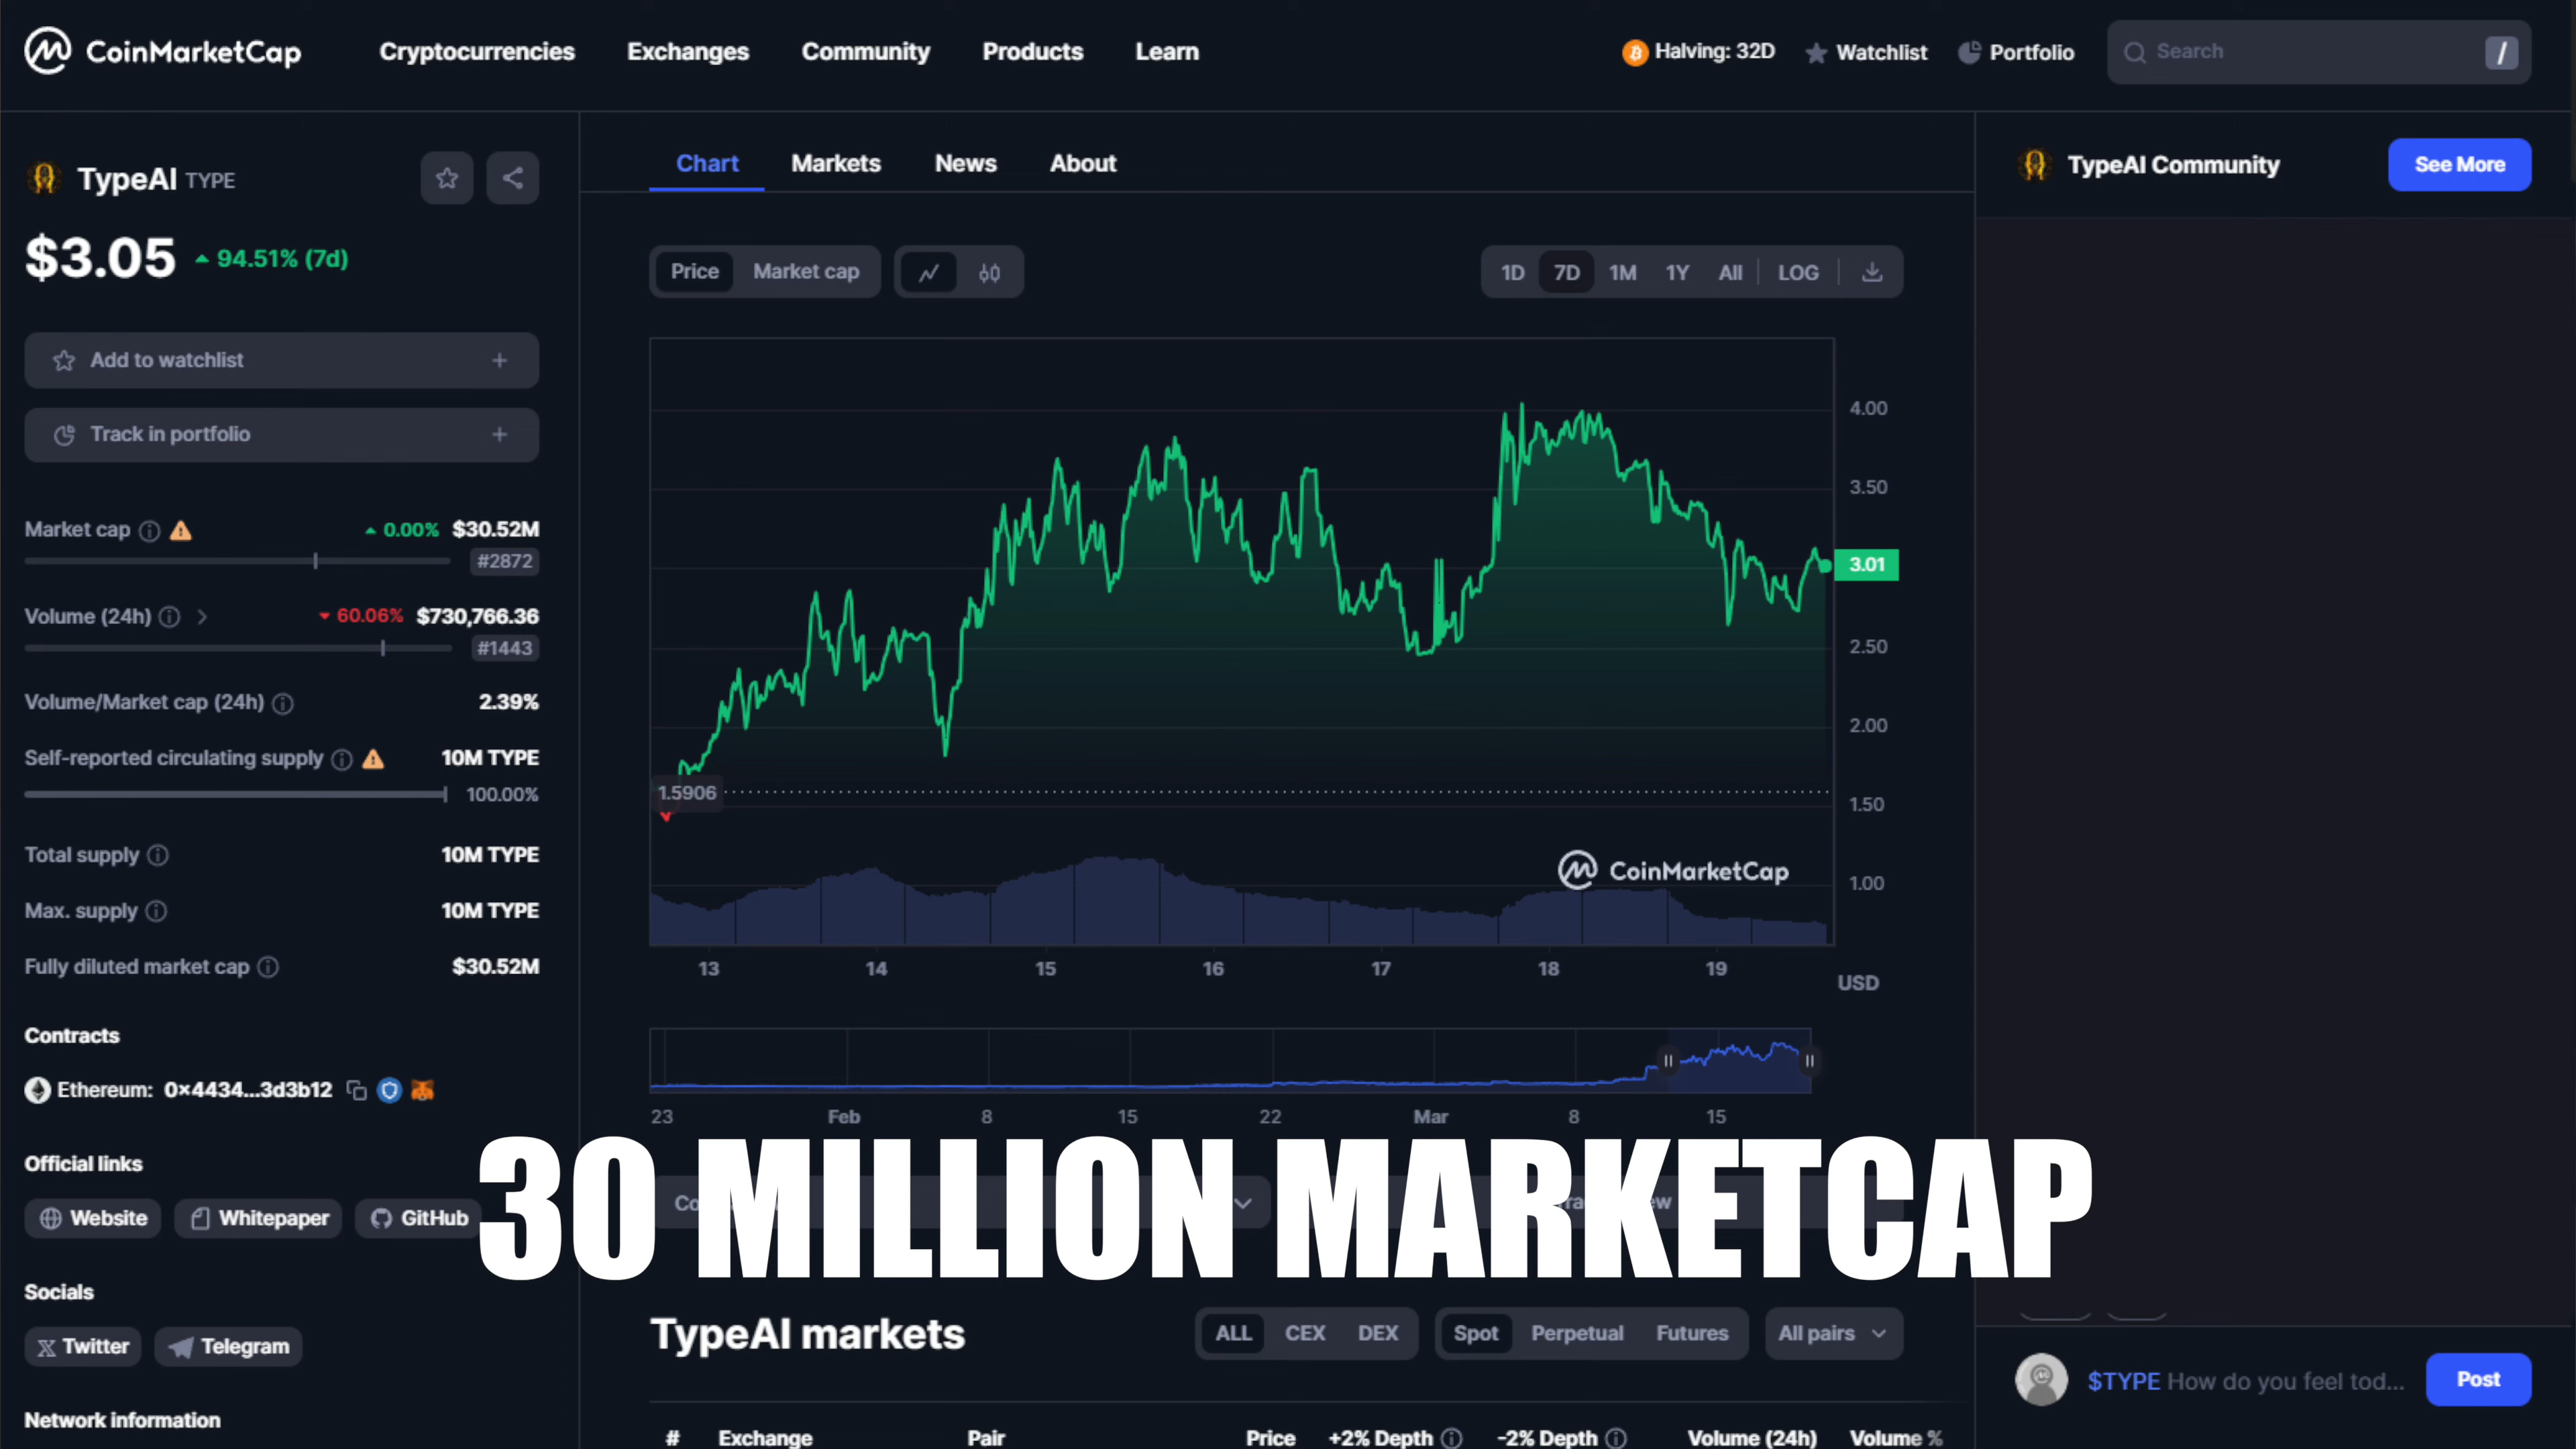 CoinMarketCap Cryptocurrencies Exchanges Community Products Learn Halving: 32D Watchlist Portfolio Search /
TypeAI TYPE
$3.05 94.51% (7d)
Add to watchlist +
Track in portfolio +
Market cap 0.00% $30.52M
#2872
Volume (24h) 60.06% $730,766.36
#1443
Volume/Market cap (24h) 2.39%
Self-reported circulating supply 10M TYPE
100.00%
Total supply 10M TYPE
Max. supply 10M TYPE
Fully diluted market cap $30.52M
Contracts
Ethereum: 0x4434...3d3b12
Official links
Website Whitepaper GitHub
Socials
Twitter Telegram
Network information
Chart Markets News About
Price Market cap 1D 7D 1M 1Y All LOG
4.00
3.50
3.01
2.50
2.00
1.5906
1.50
CoinMarketCap
1.00
13 14 15 16 17 18 19
USD
23 Feb 8 15 22 Mar 8 15
30 MILLION MARKETCAP
TypeAI markets ALL CEX DEX Spot Perpetual Futures All pairs
# Exchange Pair Price +2% Depth -2% Depth Volume (24h) Volume %
TypeAI Community See More
$TYPE How do you feel tod... Post